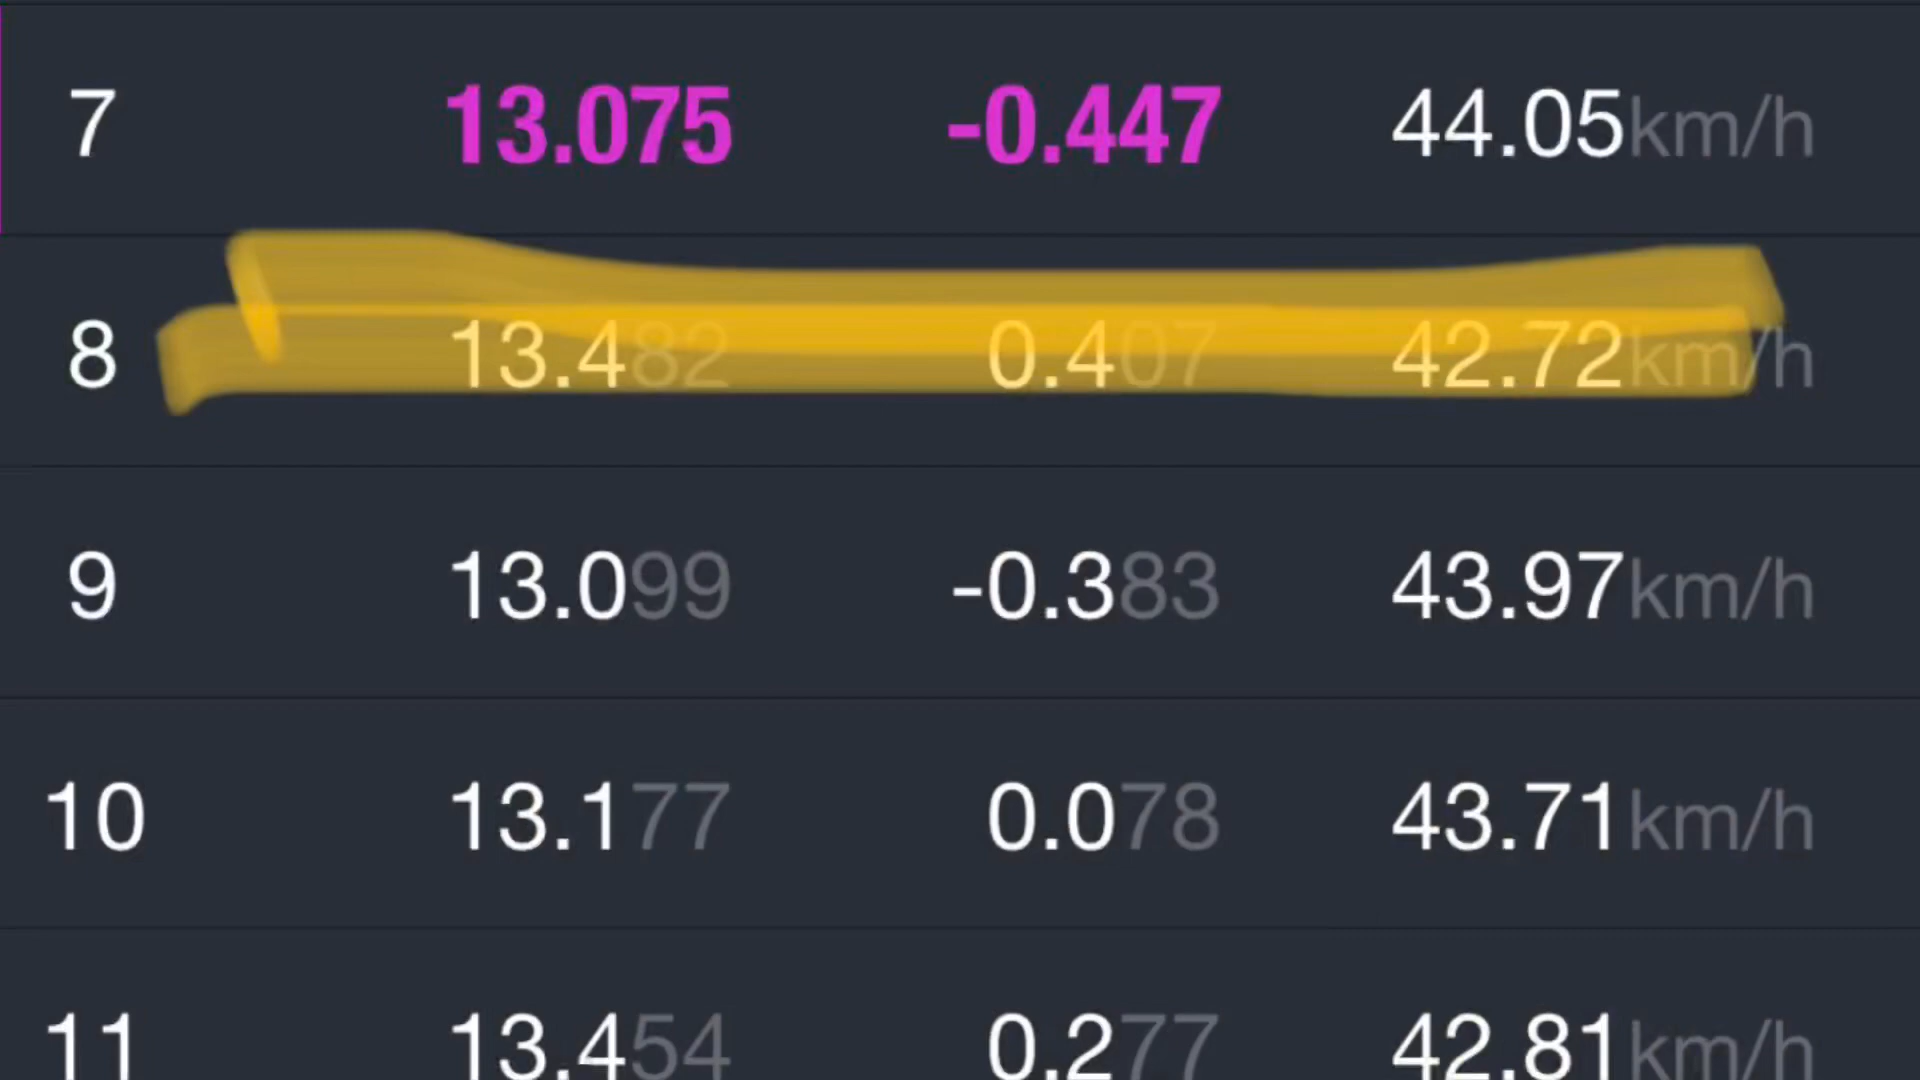 7 13.075 -0.447 44.05km/h
8 13.482 0.407 42.72km/h
9 13.099 -0.383 43.97km/h
10 13.177 0.078 43.71km/h
11 13.454 0.277 42.81km/h